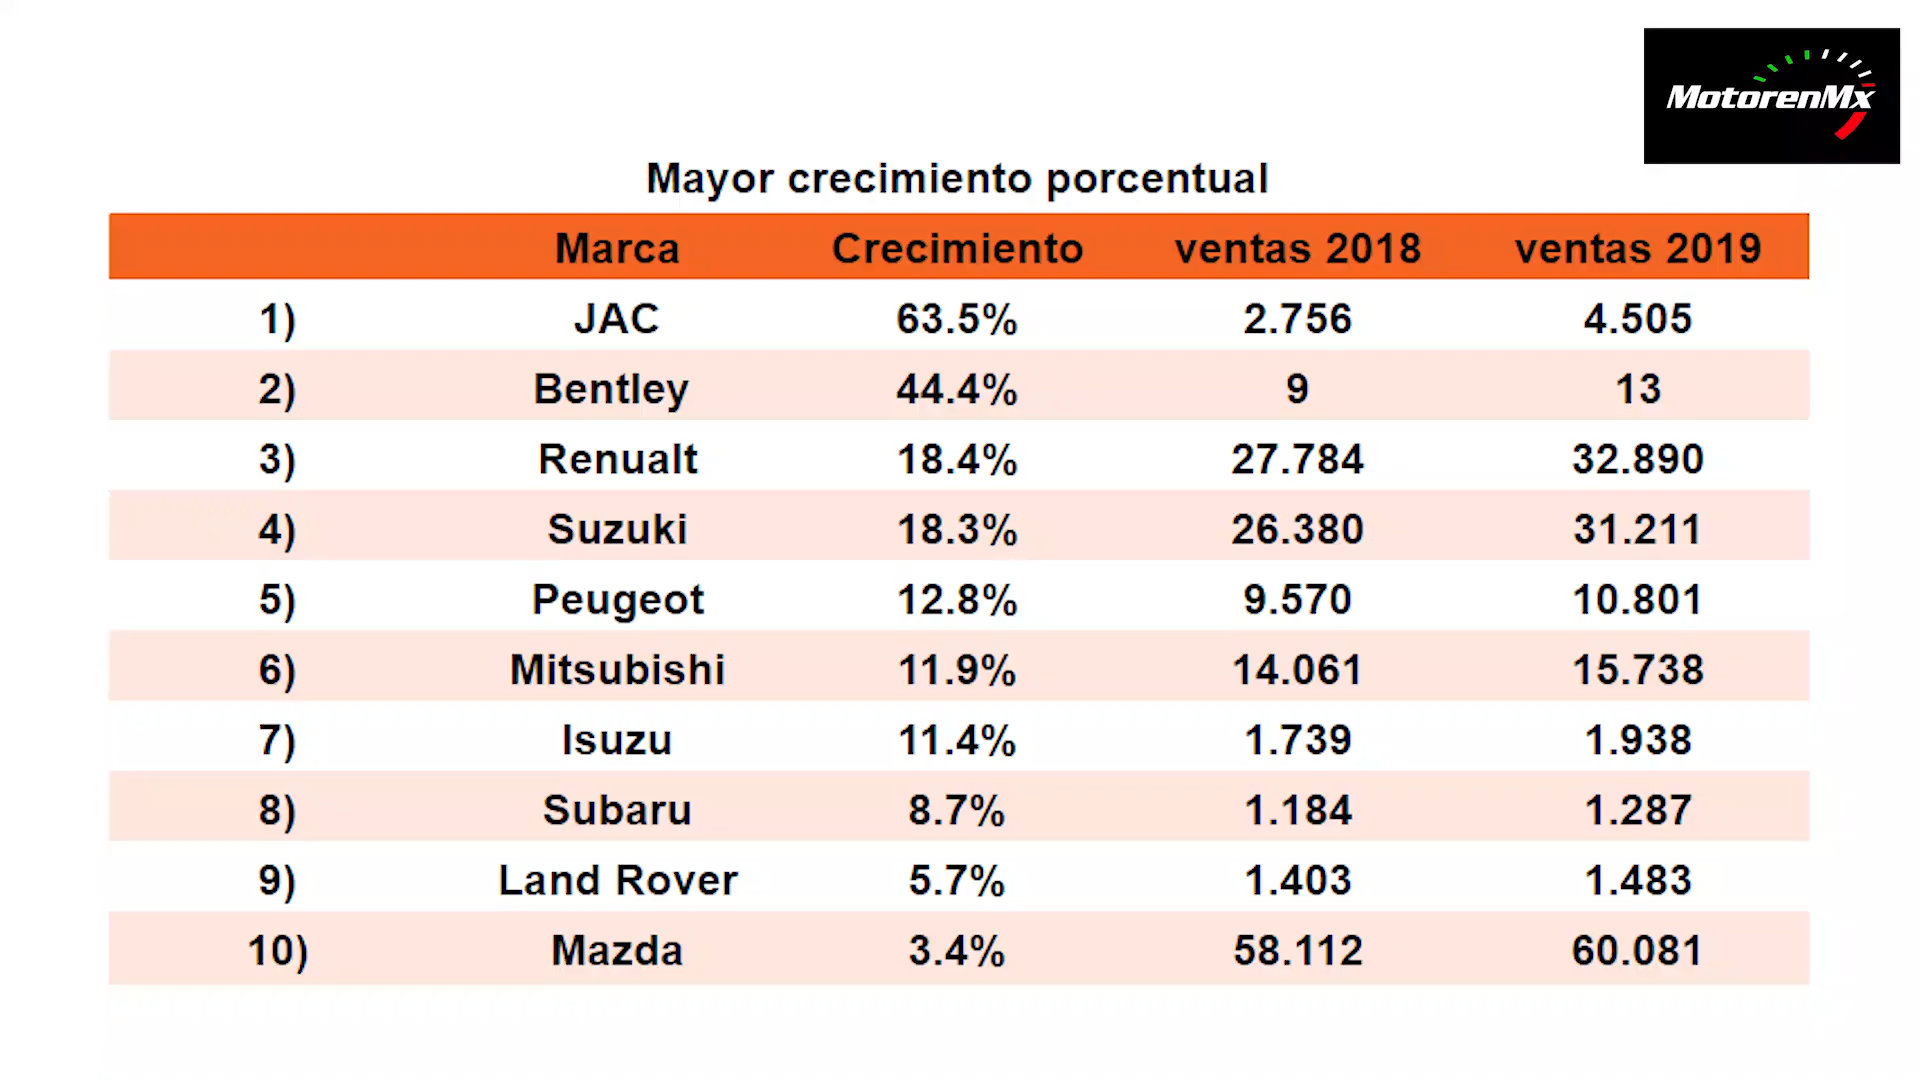 MotorenMx
Mayor crecimiento porcentual
Marca Crecimiento ventas 2018 ventas 2019
1) JAC 63.5% 2.756 4.505
2) Bentley 44.4% 9 13
3) Renualt 18.4% 27.784 32.890
4) Suzuki 18.3% 26.380 31.211
5) Peugeot 12.8% 9.570 10.801
6) Mitsubishi 11.9% 14.061 15.738
7) Isuzu 11.4% 1.739 1.938
8) Subaru 8.7% 1.184 1.287
9) Land Rover 5.7% 1.403 1.483
10) Mazda 3.4% 58.112 60.081